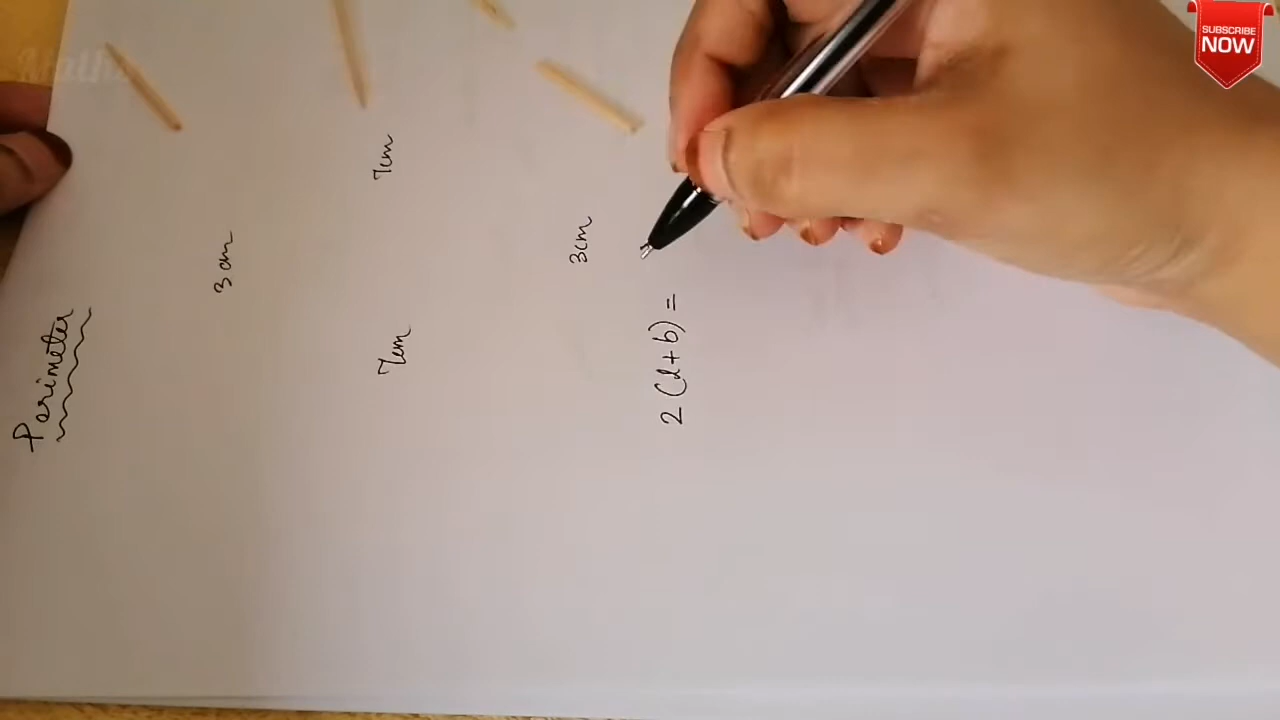 Perimeter
3 cm
7cm
7cm
3cm
2 (l+b) =
SUBSCRIBE
NOW